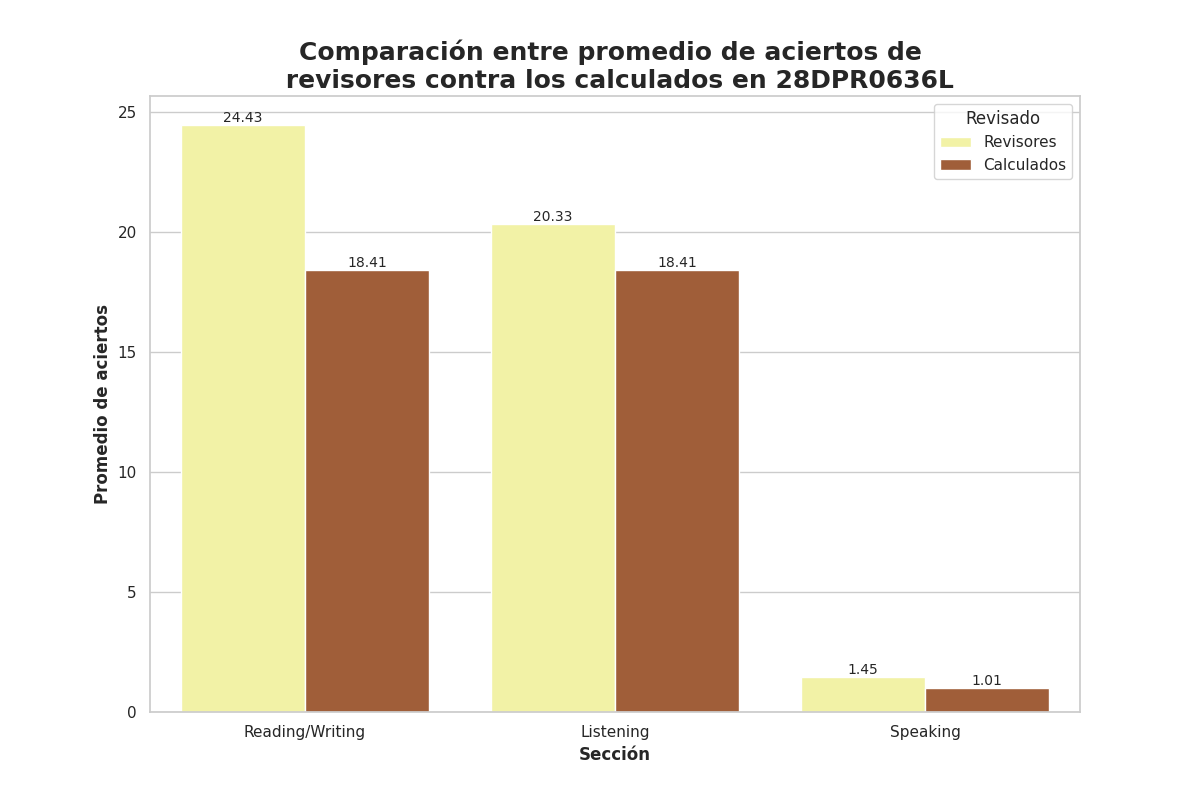 Comparación entre promedio de aciertos de
revisores contra los calculados en 28DPR0636L
Revisado
Revisores
Calculados
Promedio de aciertos
25
20
15
10
5
0
24.43
18.41
20.33
18.41
1.45
1.01
Reading/Writing
Listening
Speaking
Sección